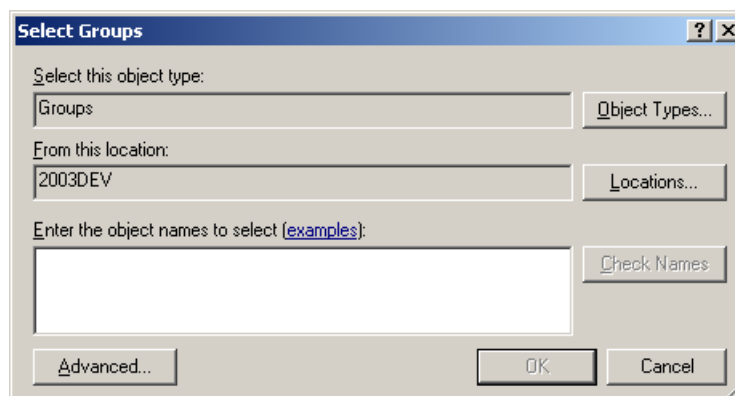 Select Groups
Select this object type:
Groups
Object Types...
From this location:
2003DEV
Locations...
Enter the object names to select (examples):
Check Names
Advanced...
OK
Cancel